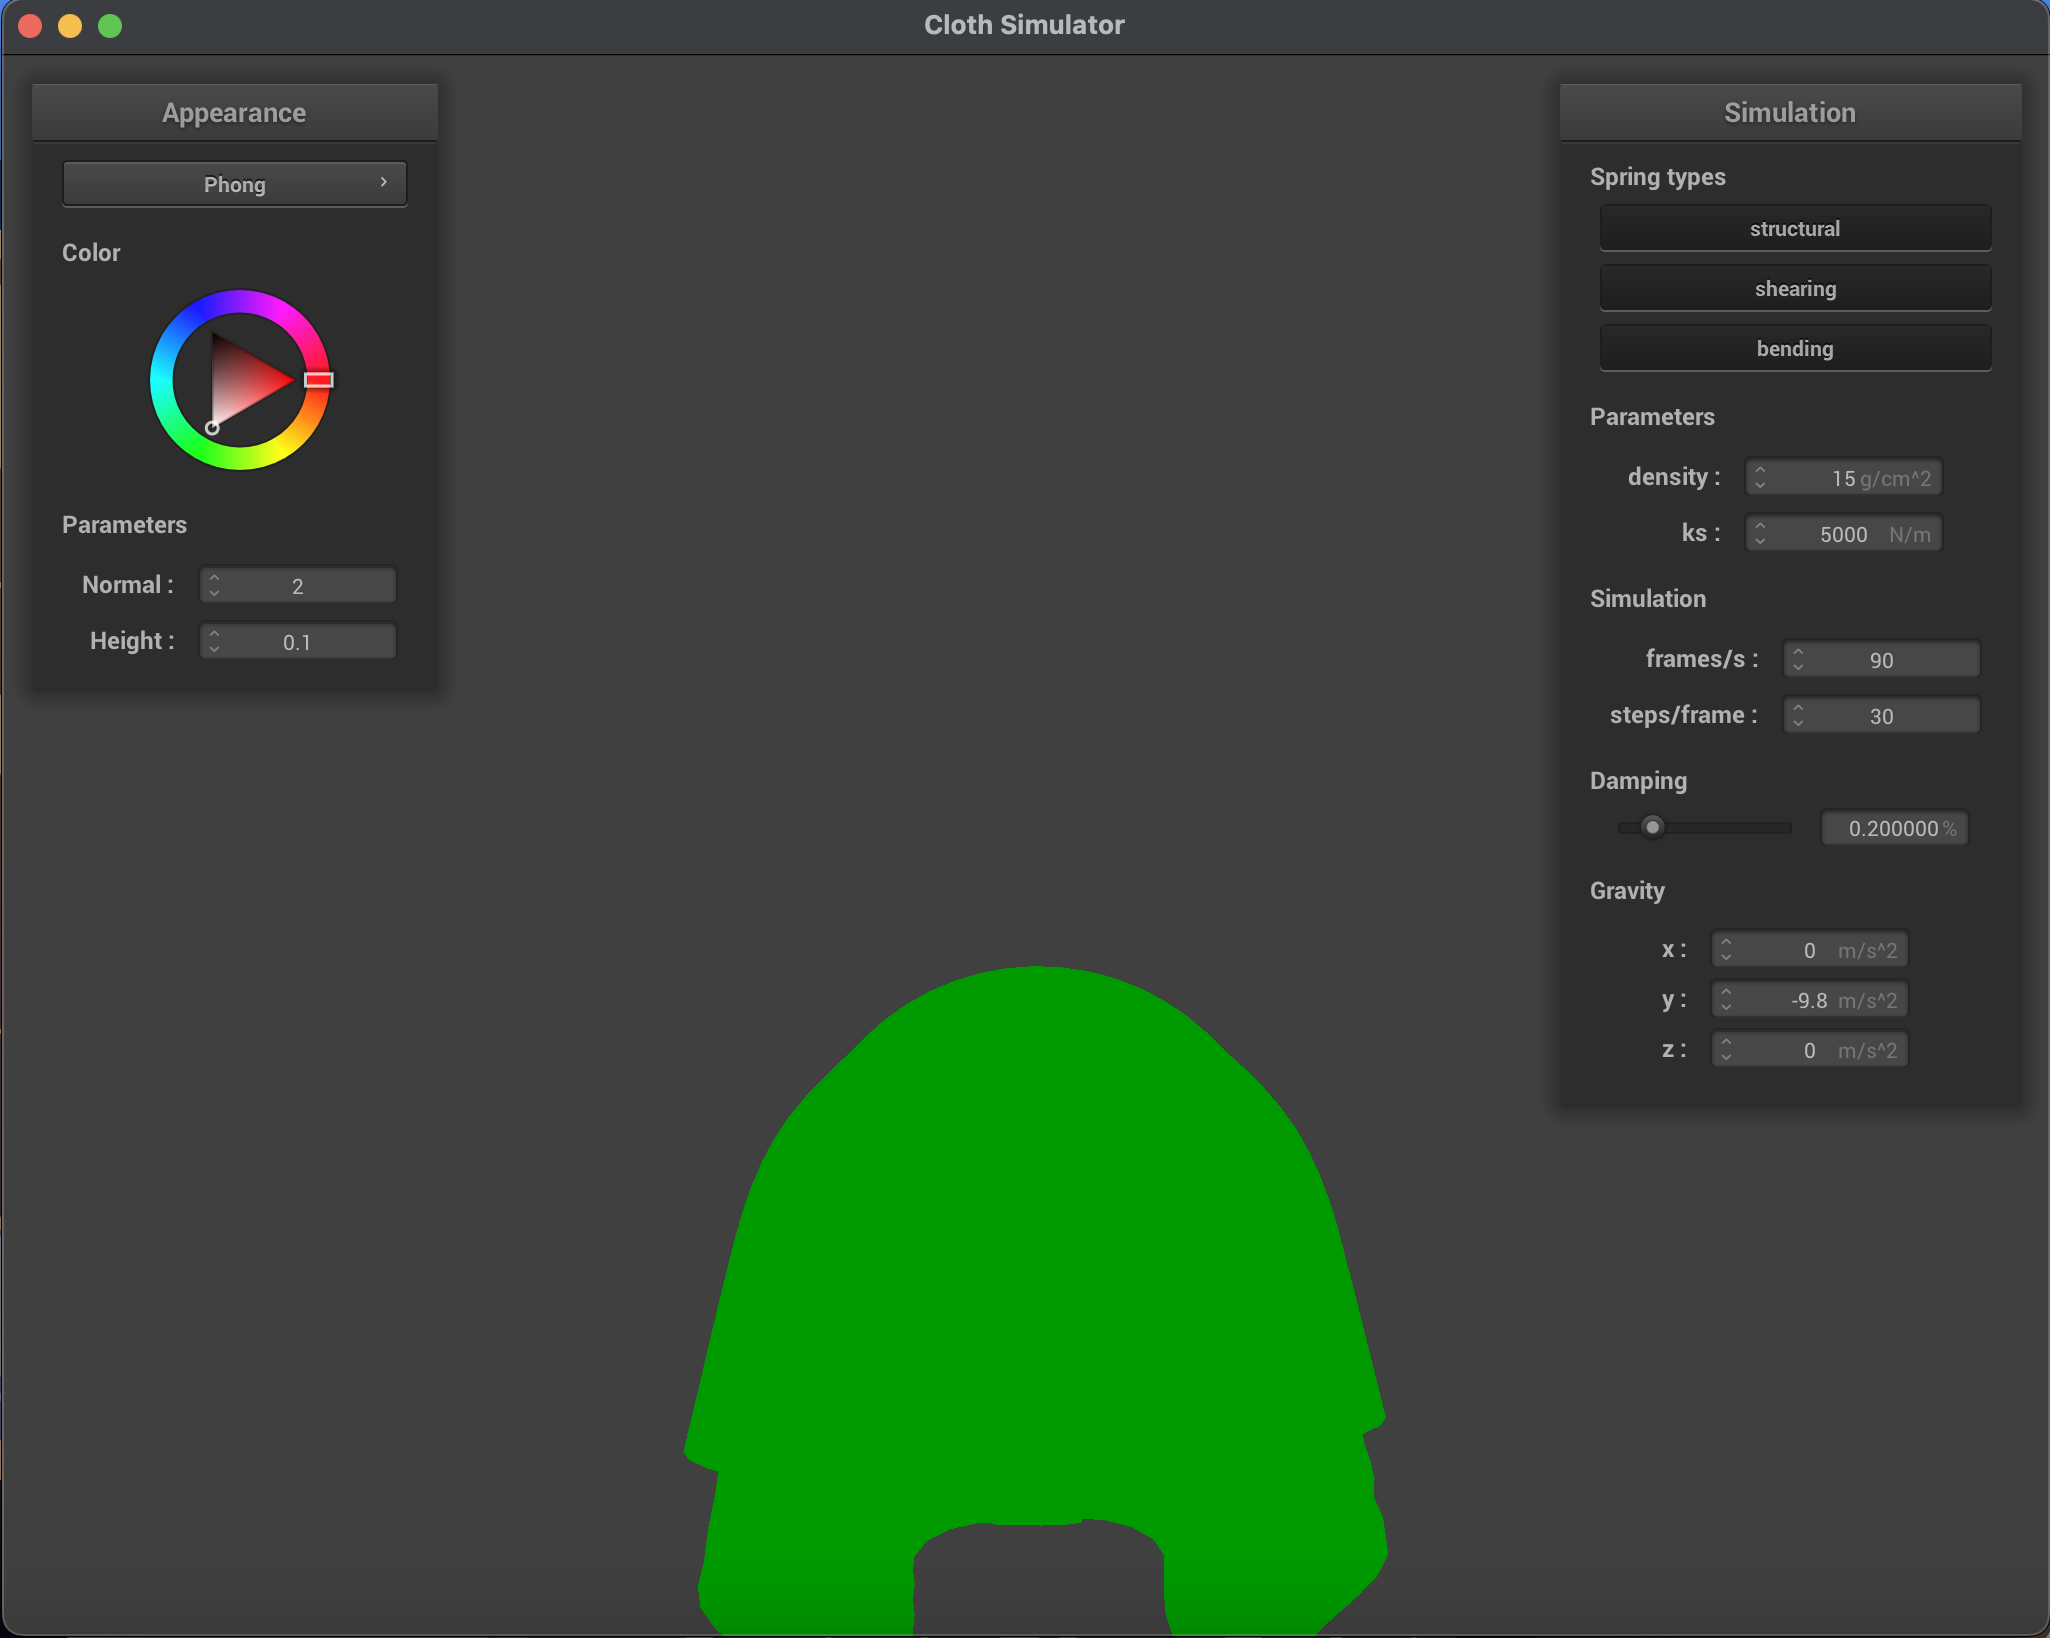 Cloth Simulator
Appearance
Phong
Color
Parameters
Normal : 2
Height : 0.1
Simulation
Spring types
structural
shearing
bending
Parameters
density : 15 g/cm^2
ks : 5000 N/m
Simulation
frames/s : 90
steps/frame : 30
Damping
0.200000 %
Gravity
x : 0 m/s^2
y : -9.8 m/s^2
z : 0 m/s^2